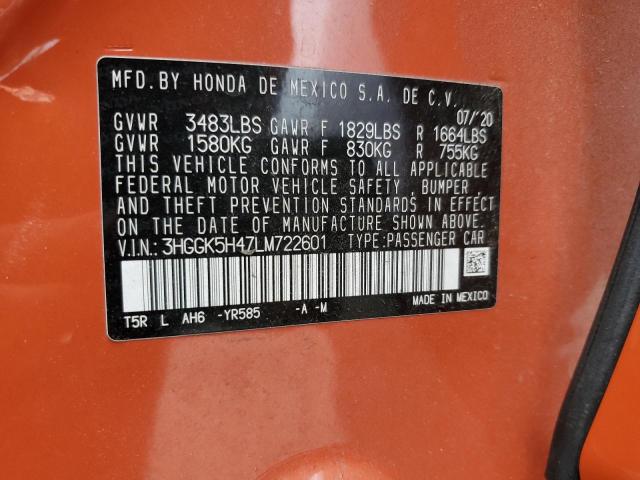 MFD. BY HONDA DE MEXICO S.A. DE C.V.
07/'20
GVWR 3483LBS GAWR F 1829LBS R 1664LBS
GVWR 1580KG GAWR F 830KG R 755KG
THIS VEHICLE CONFORMS TO ALL APPLICABLE
FEDERAL MOTOR VEHICLE SAFETY BUMPER
AND THEFT PREVENTION STANDARDS IN EFFECT
ON THE DATE OF MANUFACTURE SHOWN ABOVE.
V.I.N.: 3HGGK5H47LM722601 TYPE:PASSENGER CAR
T5R L AH6 -YR585 -A -M MADE IN MEXICO